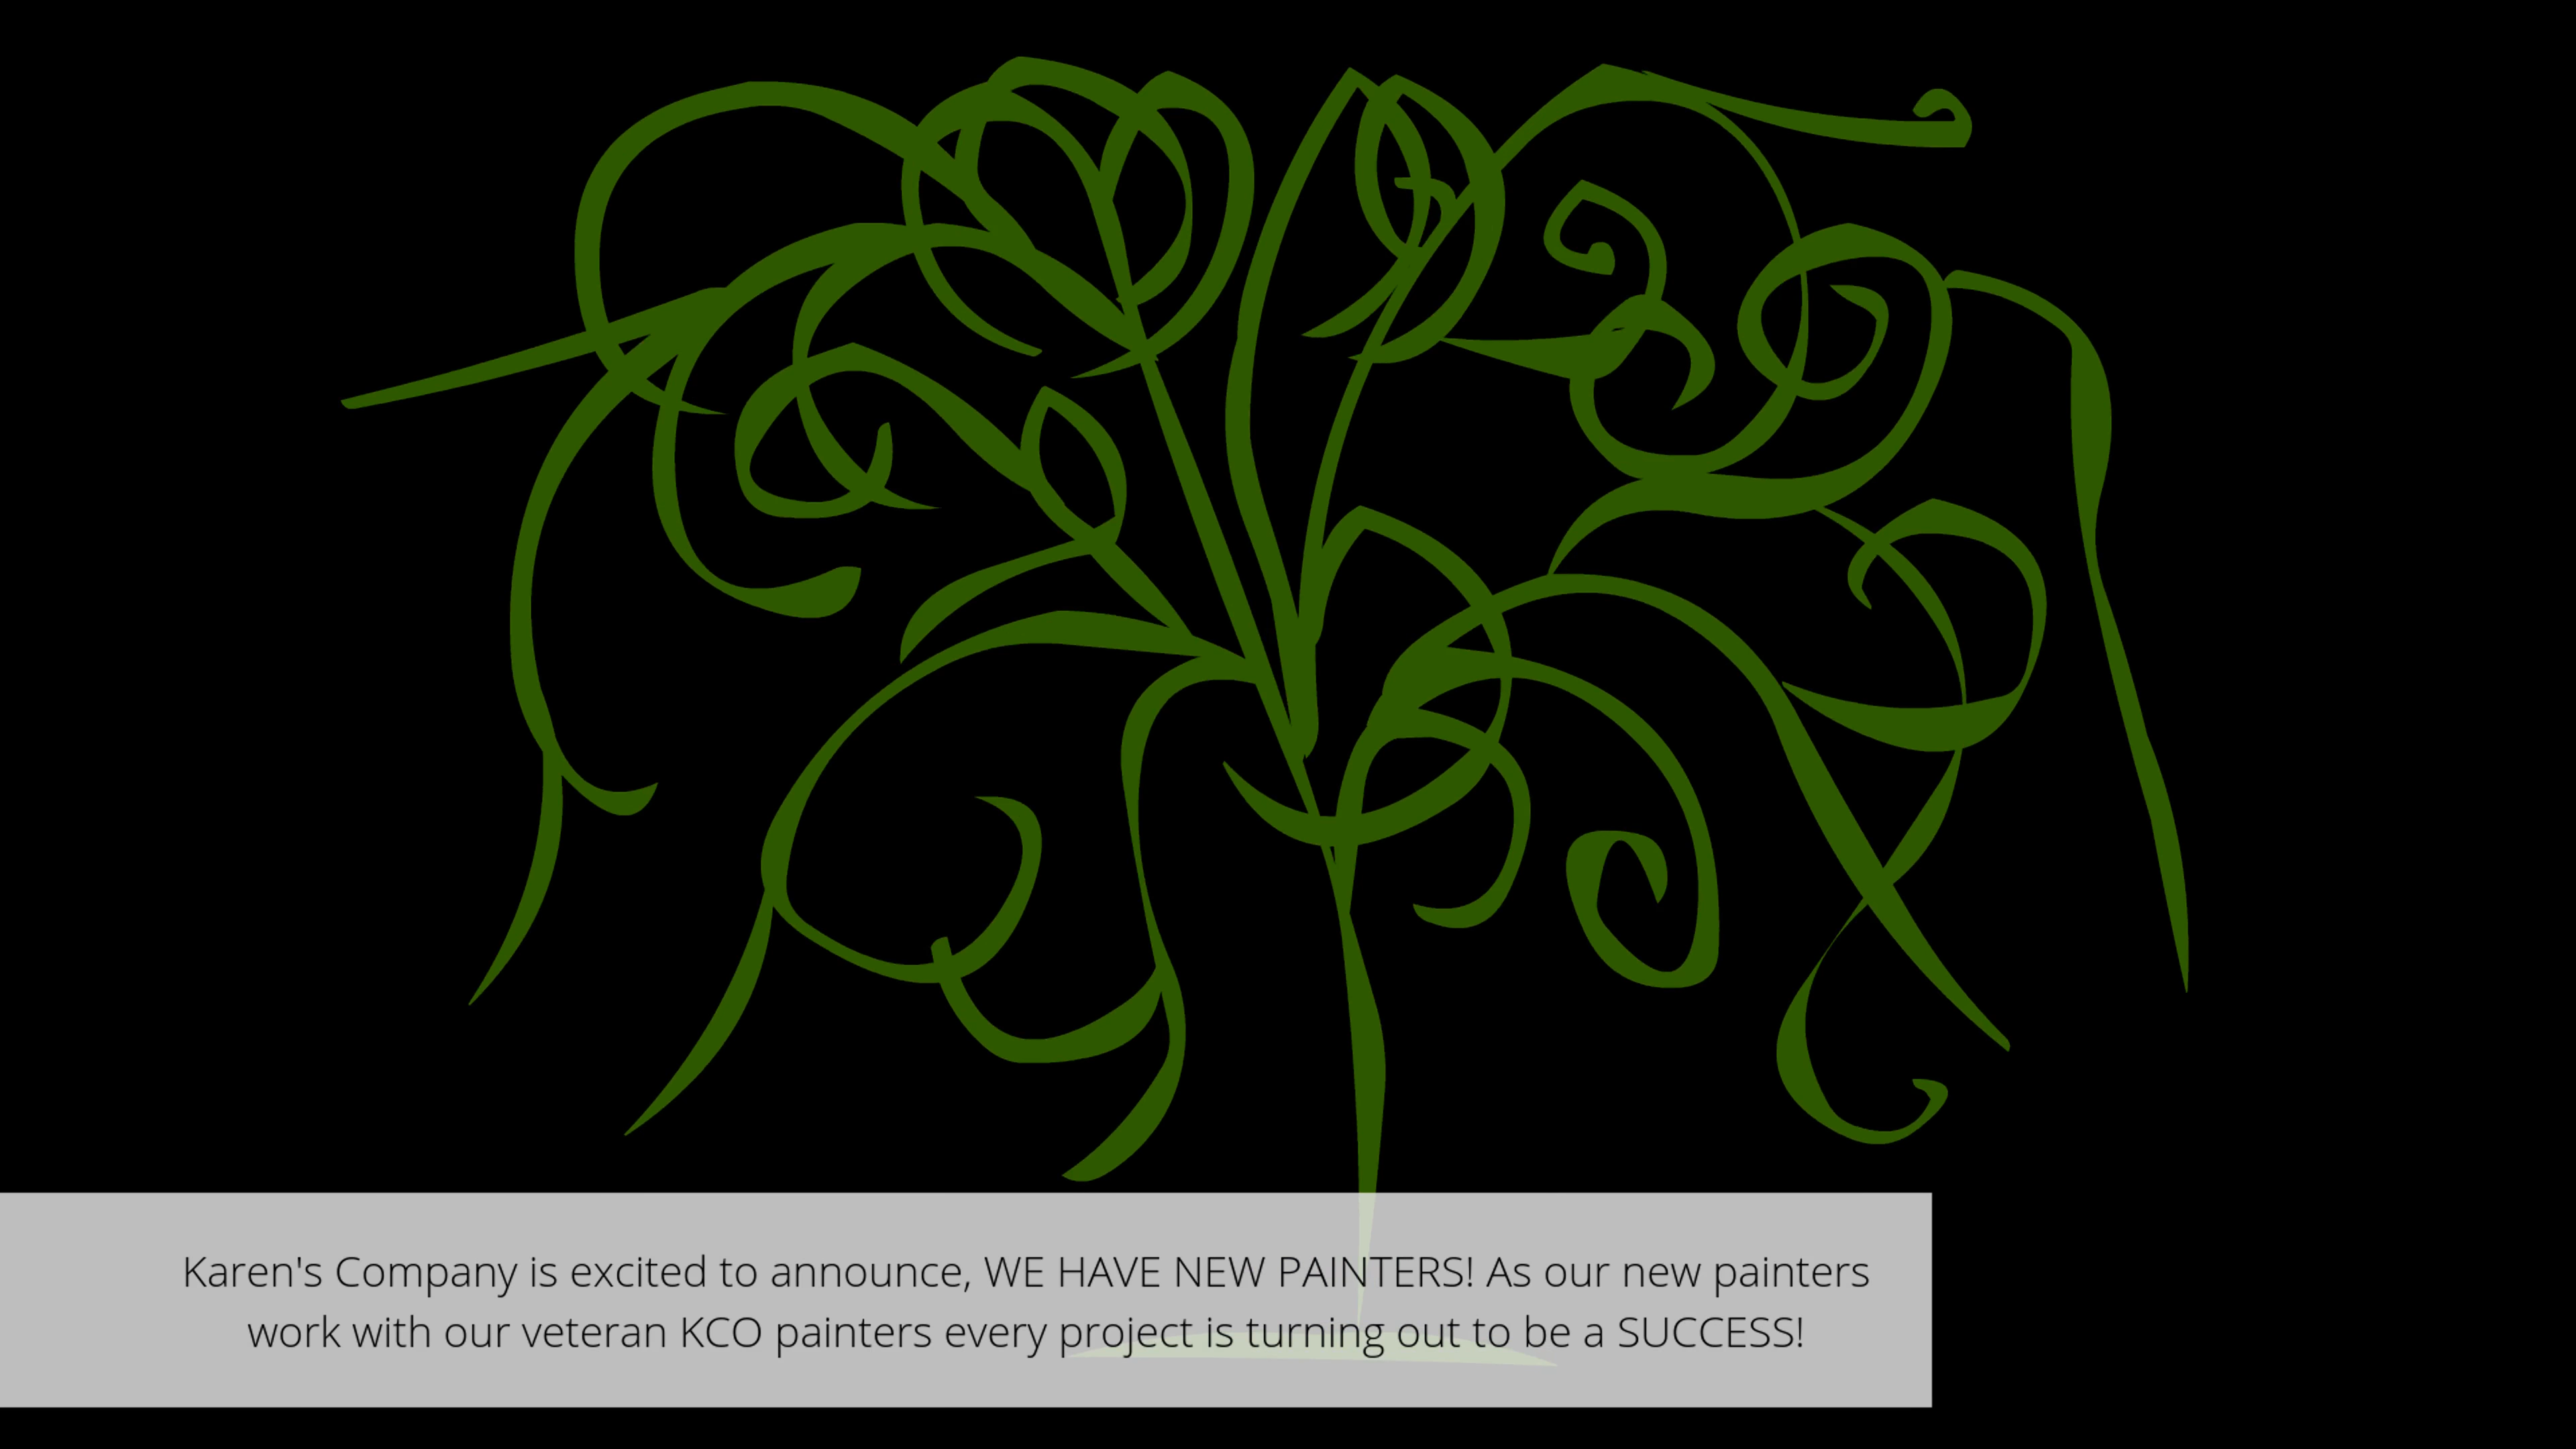 Karen's Company is excited to announce, WE HAVE NEW PAINTERS! As our new painters
work with our veteran KCO painters every project is turning out to be a SUCCESS!